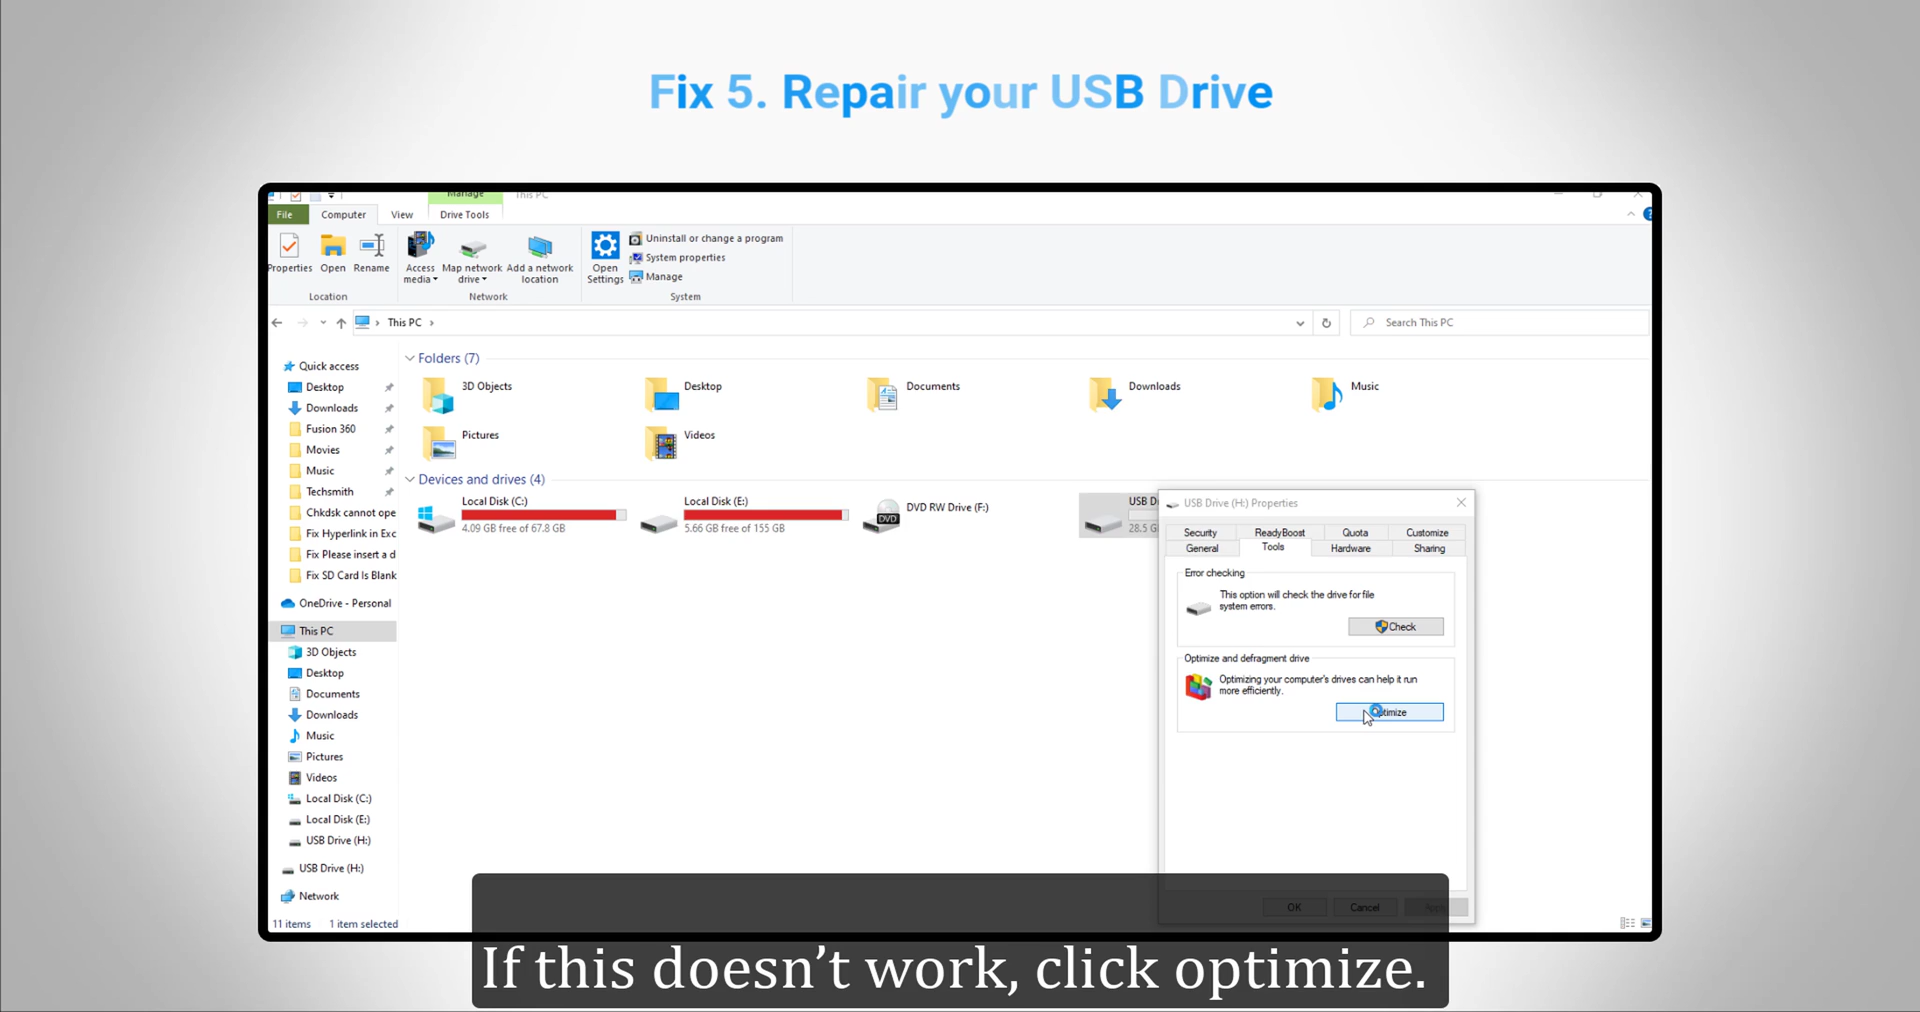 Fix 5. Repair your USB Drive
Manage
This PC
File
Computer
View
Drive Tools
Properties
Open
Rename
Access media
Map network drive
Add a network location
Open Settings
Uninstall or change a program
System properties
Manage
Location
Network
System
This PC
Search This PC
Quick access
Desktop
Downloads
Fusion 360
Movies
Music
Techsmith
Chkdsk cannot ope
Fix Hyperlink in Exc
Fix Please insert a d
Fix SD Card Is Blank
OneDrive - Personal
This PC
3D Objects
Desktop
Documents
Downloads
Music
Pictures
Videos
Local Disk (C:)
Local Disk (E:)
USB Drive (H:)
USB Drive (H:)
Network
11 items
1 item selected
Folders (7)
3D Objects
Desktop
Documents
Downloads
Music
Pictures
Videos
Devices and drives (4)
Local Disk (C:)
4.09 GB free of 67.8 GB
Local Disk (E:)
5.66 GB free of 155 GB
DVD RW Drive (F:)
DVD
USB D
28.5 G
USB Drive (H:) Properties
Security
ReadyBoost
Quota
Customize
General
Tools
Hardware
Sharing
Error checking
This option will check the drive for file
system errors.
Check
Optimize and defragment drive
Optimizing your computer's drives can help it run
more efficiently.
Optimize
OK
Cancel
If this doesn’t work, click optimize.